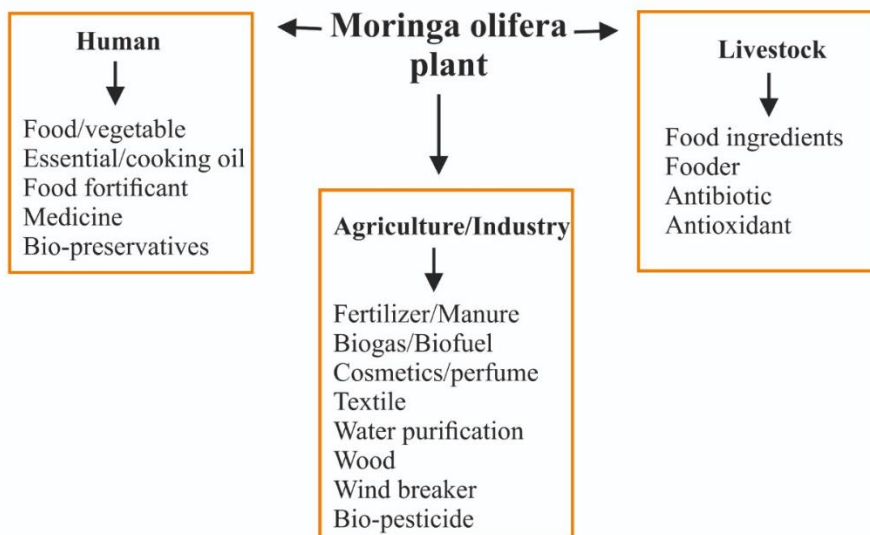 Moringa olifera
plant
Human
Food/vegetable
Essential/cooking oil
Food fortificant
Medicine
Bio-preservatives
Agriculture/Industry
Fertilizer/Manure
Biogas/Biofuel
Cosmetics/perfume
Textile
Water purification
Wood
Wind breaker
Bio-pesticide
Livestock
Food ingredients
Fooder
Antibiotic
Antioxidant